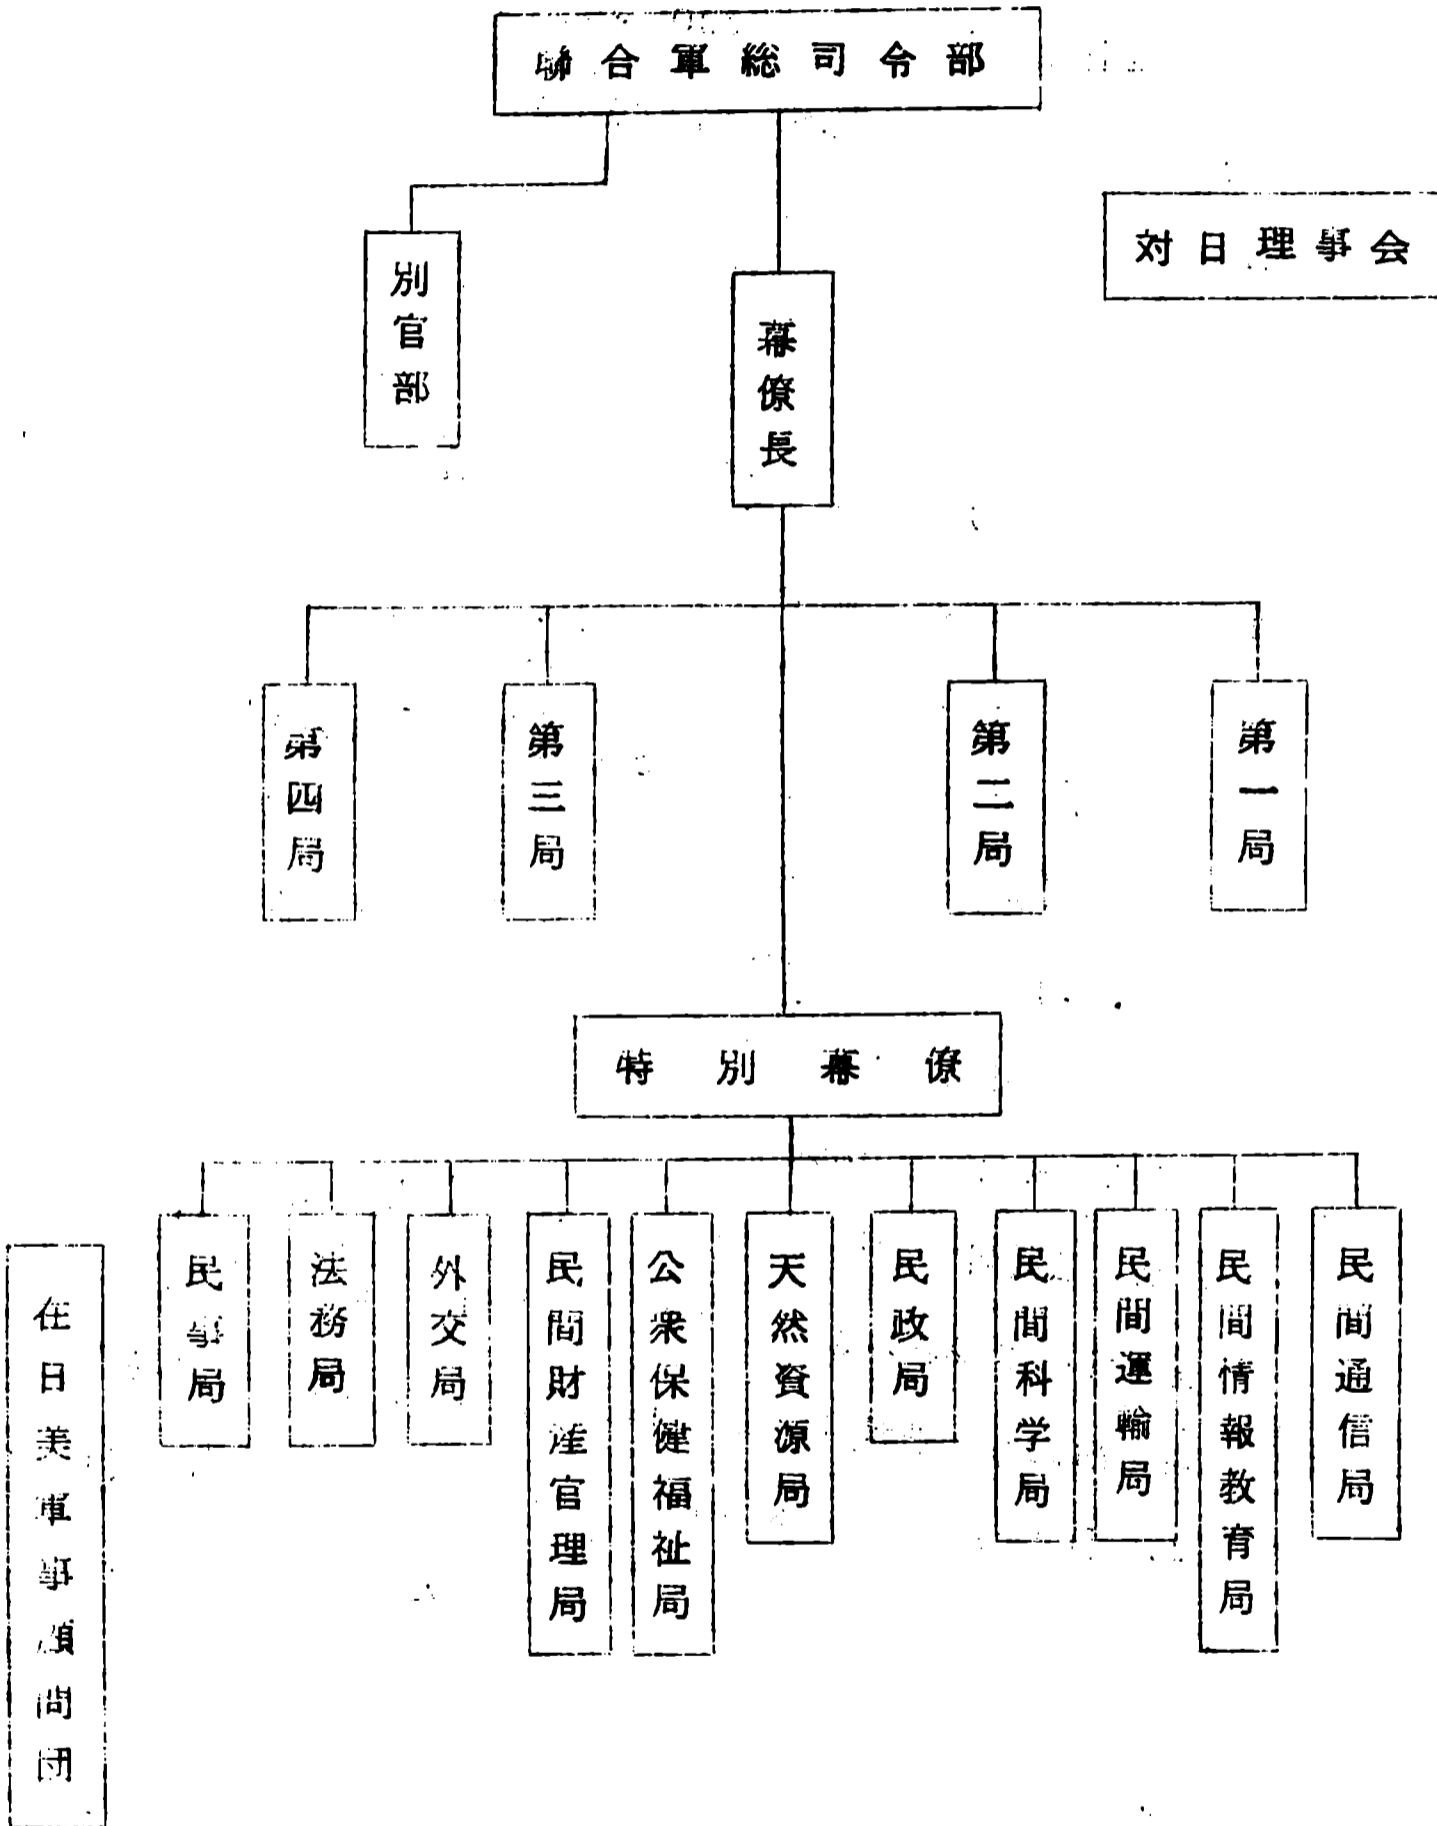 聯合軍総司令部
対日理事会
別官部
幕僚長
第一局
第二局
第三局
第四局
特別幕僚
民間通信局
民間情報教育局
民間運輸局
民間科学局
民政局
天然資源局
公衆保健福祉局
民間財産官理局
外交局
法務局
民事局
在日美軍事顧問団